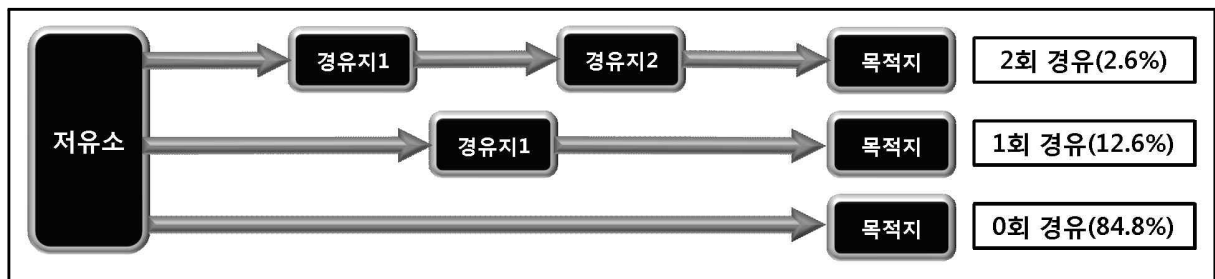 경유지1
경유지2
목적지
2회 경유(2.6%)
저유소
경유지1
목적지
1회 경유(12.6%)
목적지
0회 경유(84.8%)